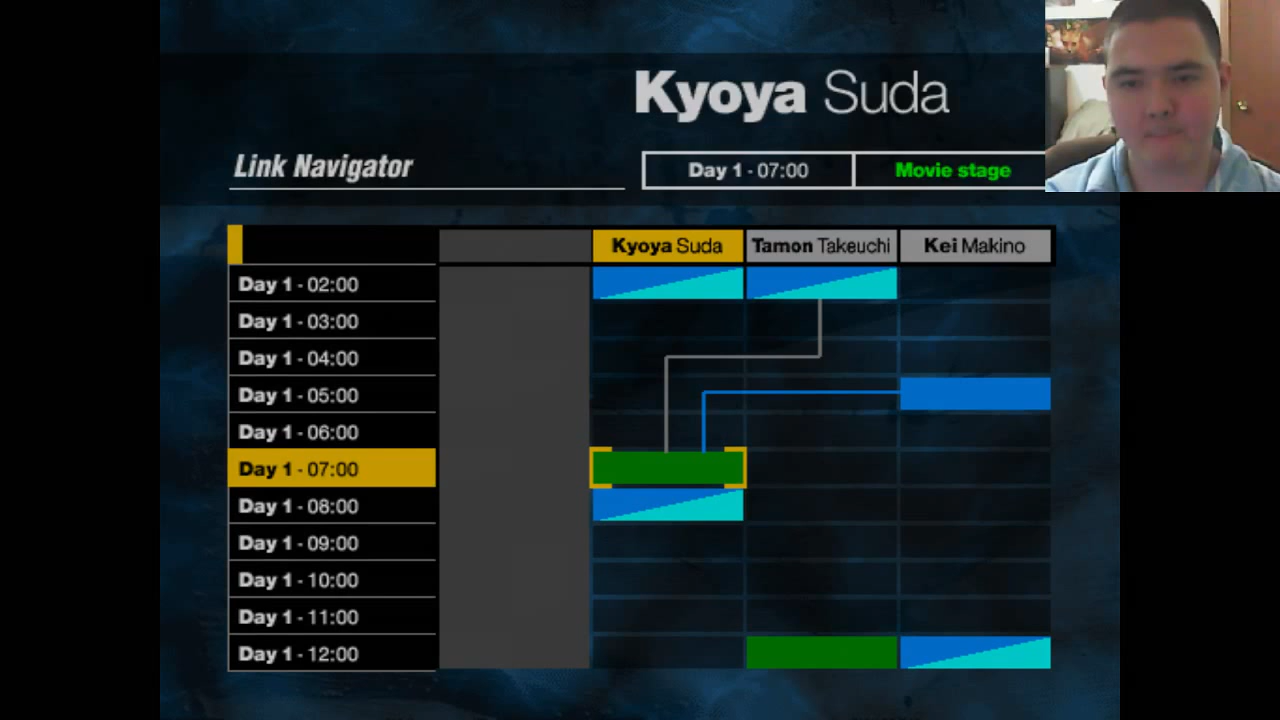 Kyoya Suda
Link Navigator
Day 1 - 07:00
Movie stage
Kyoya Suda
Tamon Takeuchi
Kei Makino
Day 1 - 02:00
Day 1 - 03:00
Day 1 - 04:00
Day 1 - 05:00
Day 1 - 06:00
Day 1 - 07:00
Day 1 - 08:00
Day 1 - 09:00
Day 1 - 10:00
Day 1 - 11:00
Day 1 - 12:00